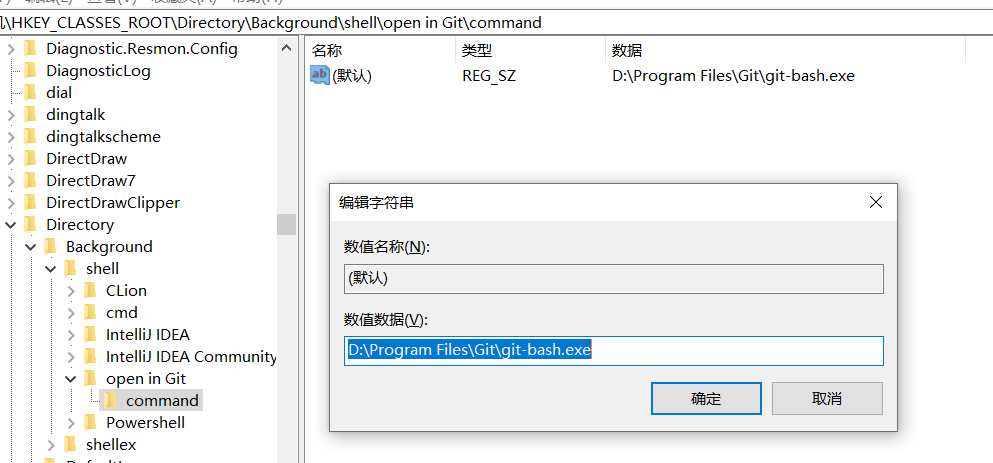 \HKEY_CLASSES_ROOT\Directory\Background\shell\open in Git\command
Diagnostic.Resmon.Config
DiagnosticLog
dial
dingtalk
dingtalkscheme
DirectDraw
DirectDraw7
DirectDrawClipper
Directory
Background
shell
CLion
cmd
IntelliJ IDEA
IntelliJ IDEA Community
open in Git
command
Powershell
shellex
名称 类型 数据
ab (默认) REG_SZ D:\Program Files\Git\git-bash.exe
编辑字符串
数值名称(N):
(默认)
数值数据(V):
D:\Program Files\Git\git-bash.exe
确定 取消